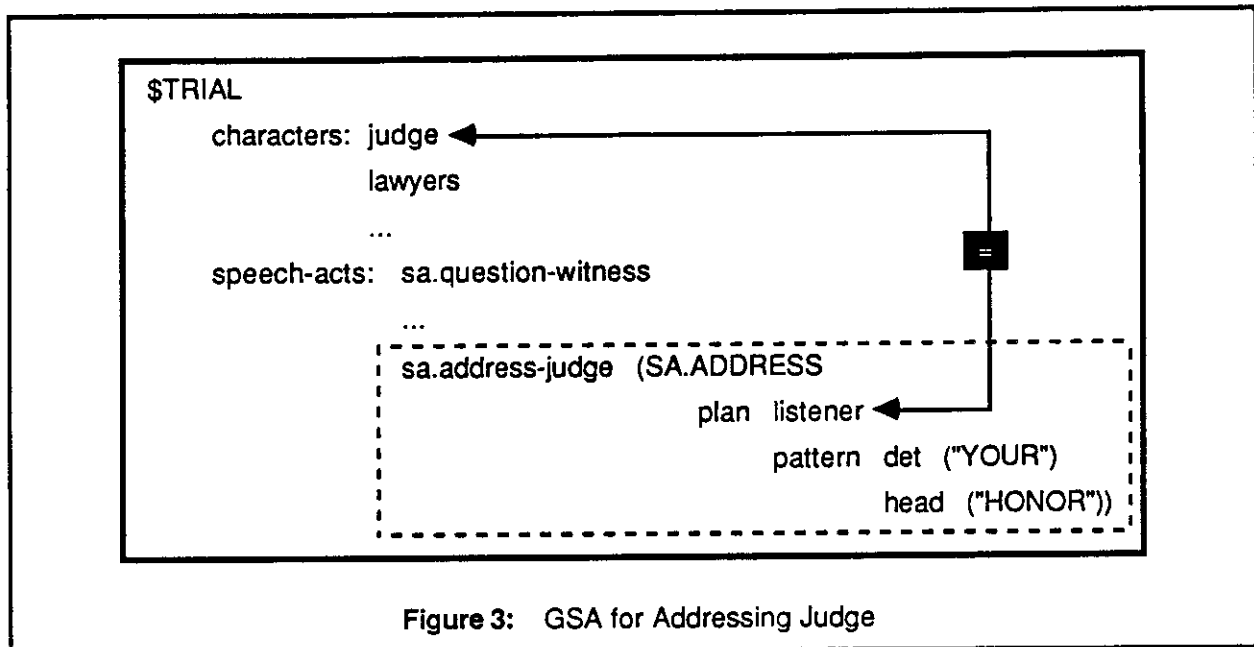 $TRIAL
characters: judge
lawyers
...
=
speech-acts: sa.question-witness
...
sa.address-judge (SA.ADDRESS
plan listener
pattern det ("YOUR")
head ("HONOR"))
Figure 3: GSA for Addressing Judge